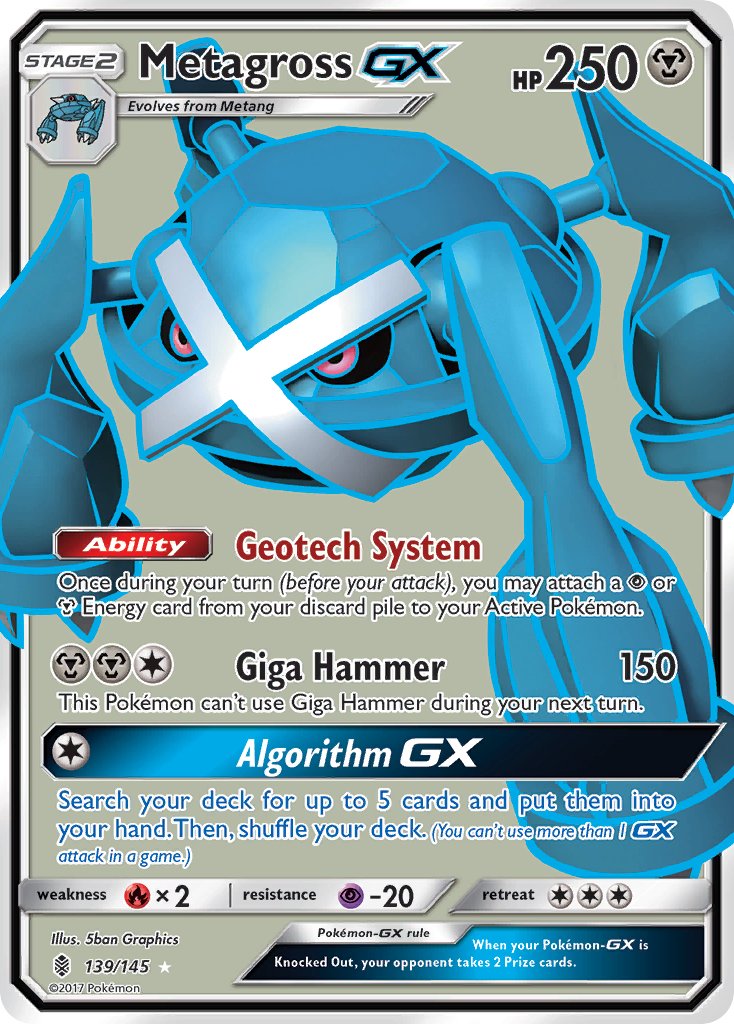 STAGE 2 Metagross GX HP 250
Evolves from Metang
Ability Geotech System
Once during your turn (before your attack), you may attach a or
Energy card from your discard pile to your Active Pokémon.
Giga Hammer 150
This Pokémon can't use Giga Hammer during your next turn.
Algorithm GX
Search your deck for up to 5 cards and put them into
your hand. Then, shuffle your deck. (You can't use more than 1 GX
attack in a game.)
weakness × 2 resistance -20 retreat
Illus. 5ban Graphics
139/145
©2017 Pokémon
Pokémon-GX rule
When your Pokémon-GX is
Knocked Out, your opponent takes 2 Prize cards.